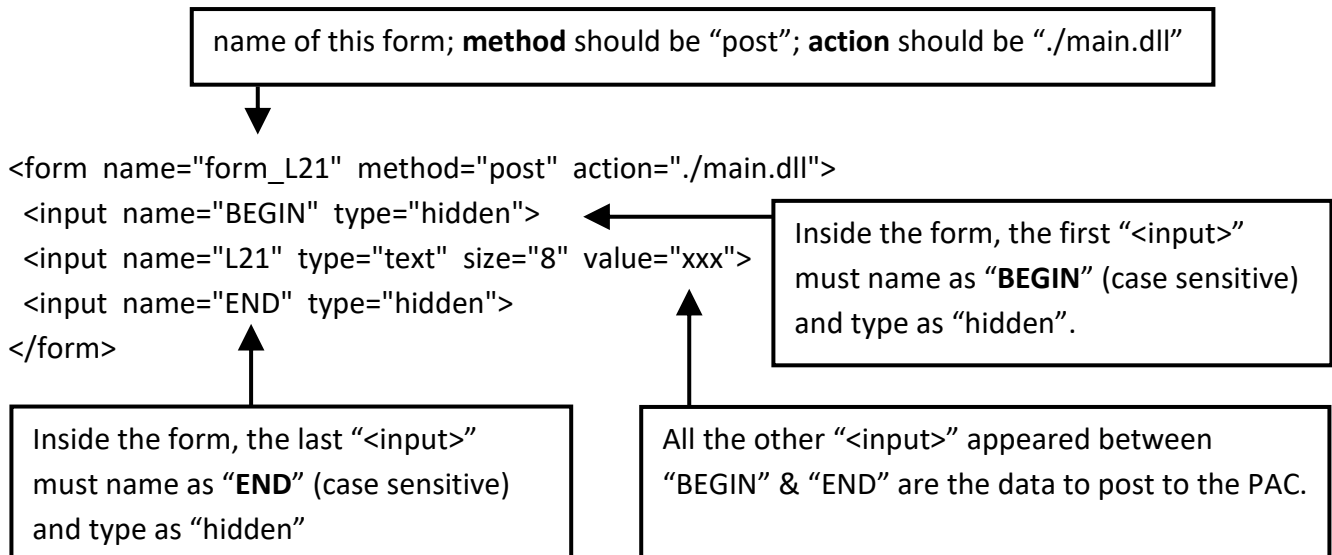 name of this form; method should be “post”; action should be “./main.dll”
<form name="form_L21" method="post" action="./main.dll">
<input name="BEGIN" type="hidden">
<input name="L21" type="text" size="8" value="xxx">
<input name="END" type="hidden">
</form>
Inside the form, the first “<input>”
must name as “BEGIN” (case sensitive)
and type as “hidden”.
Inside the form, the last “<input>”
must name as “END” (case sensitive)
and type as “hidden”
All the other “<input>” appeared between
“BEGIN” & “END” are the data to post to the PAC.